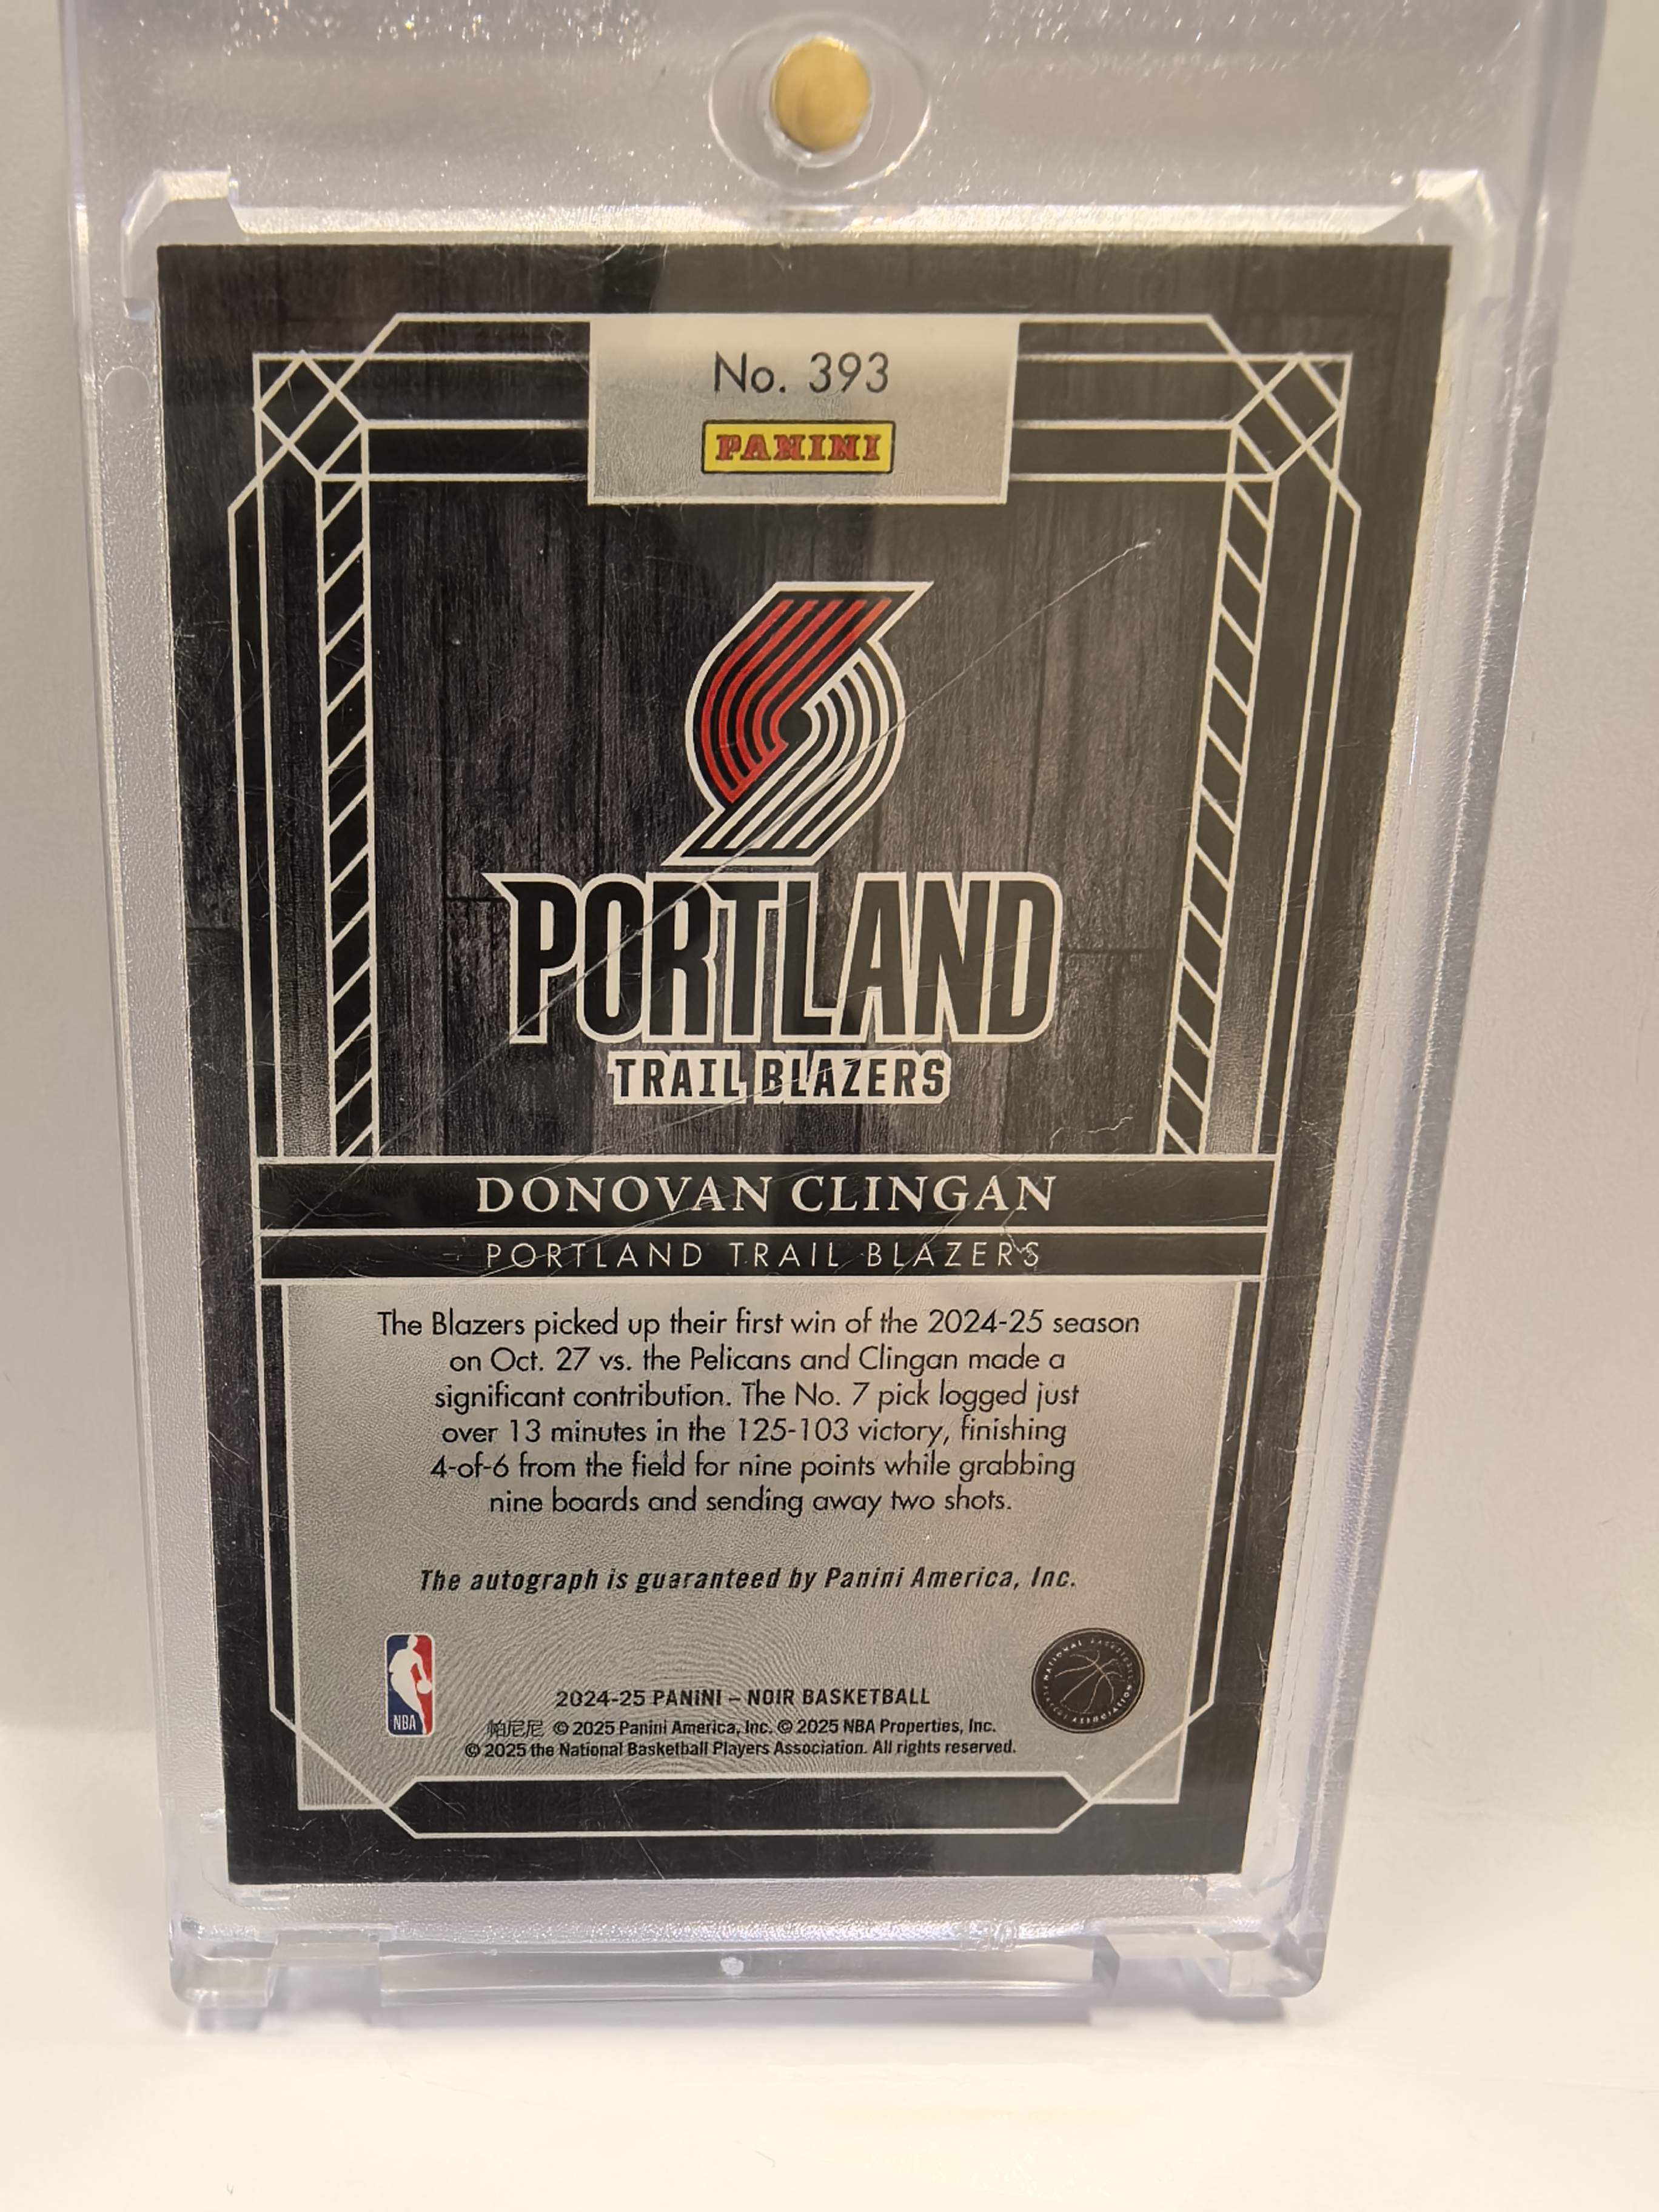 No. 393
PANINI
PORTLAND
TRAIL BLAZERS
DONOVAN CLINGAN
PORTLAND TRAIL BLAZERS
The Blazers picked up their first win of the 2024-25 season
on Oct. 27 vs. the Pelicans and Clingan made a
significant contribution. The No. 7 pick logged just
over 13 minutes in the 125-103 victory, finishing
4-of-6 from the field for nine points while grabbing
nine boards and sending away two shots.
The autograph is guaranteed by Panini America, Inc.
NBA
NATIONAL BASKETBALL PLAYERS ASSOCIATION
2024-25 PANINI – NOIR BASKETBALL
帕尼尼 © 2025 Panini America, Inc. © 2025 NBA Properties, Inc.
© 2025 the National Basketball Players Association. All rights reserved.